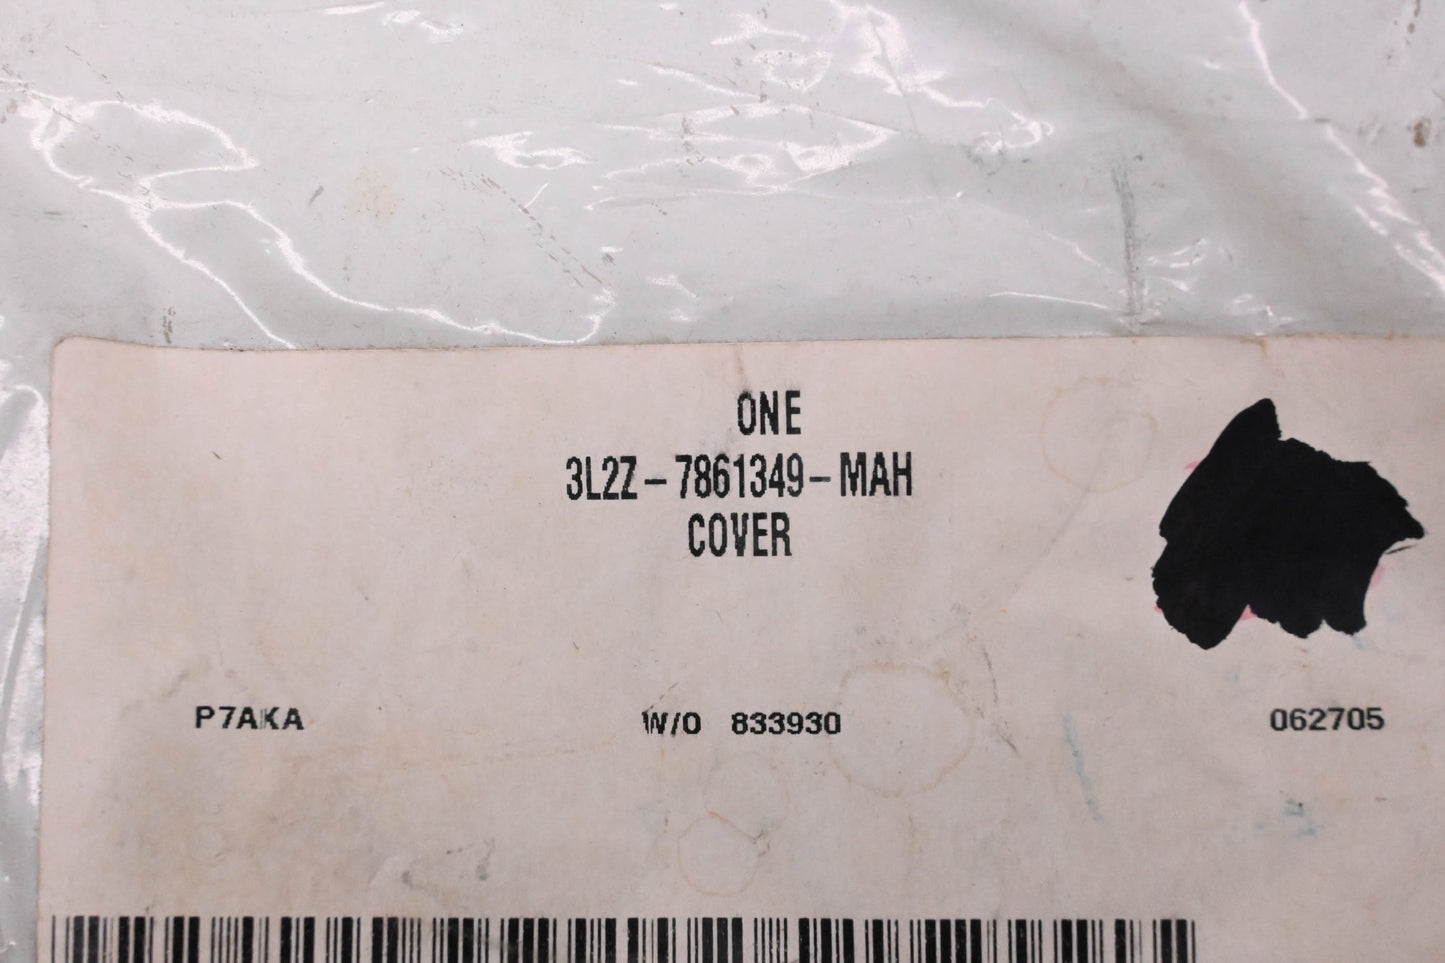 ONE
3L2Z-7861349-MAH
COVER
P7AKA W/O 833930 062705